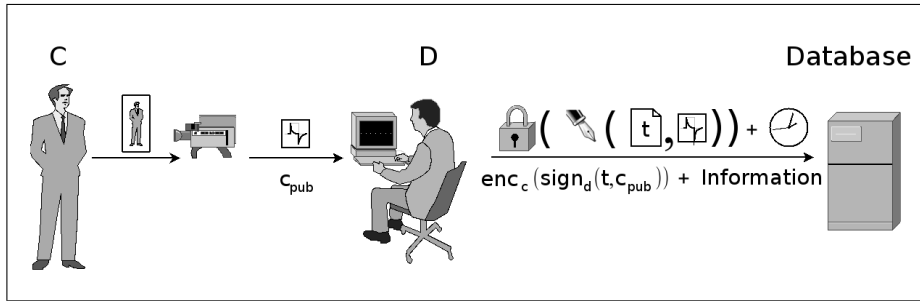 C
D
Database
( ( t , ) ) +
c_pub
enc_c(sign_d(t,c_pub)) + Information